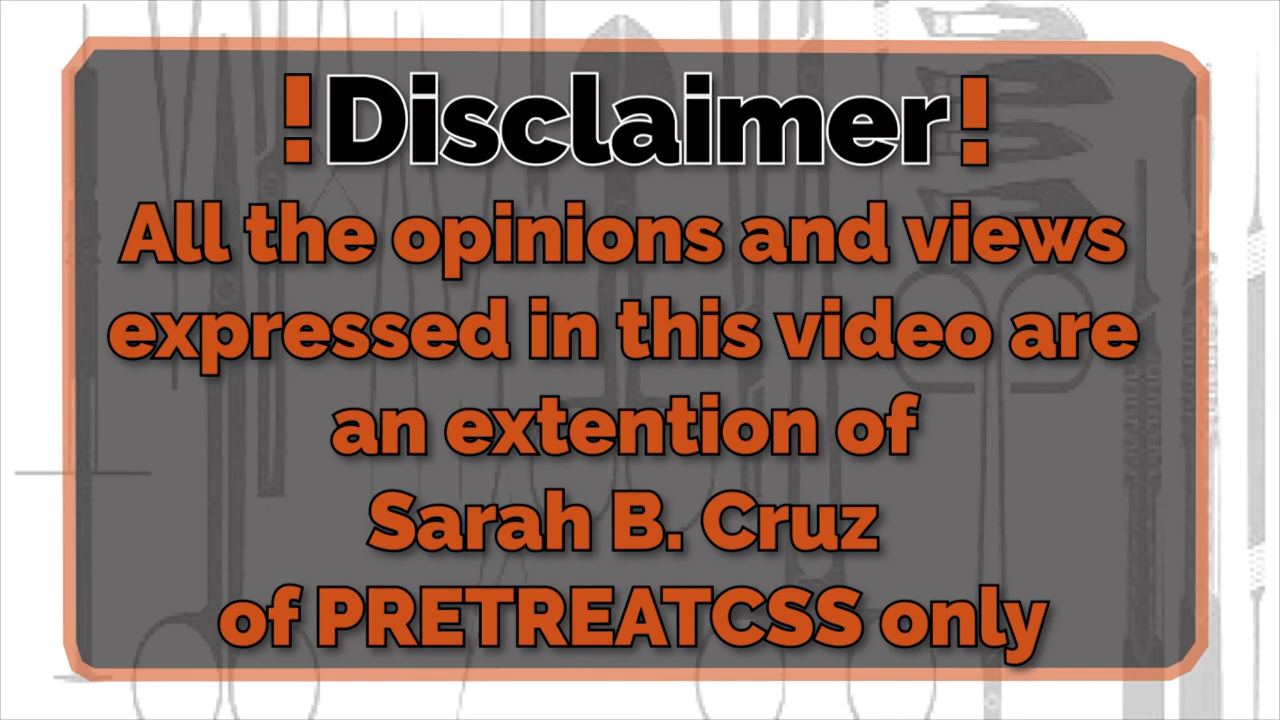 !Disclaimer!
All the opinions and views
expressed in this video are
an extention of
Sarah B. Cruz
of PRETREATCSS only